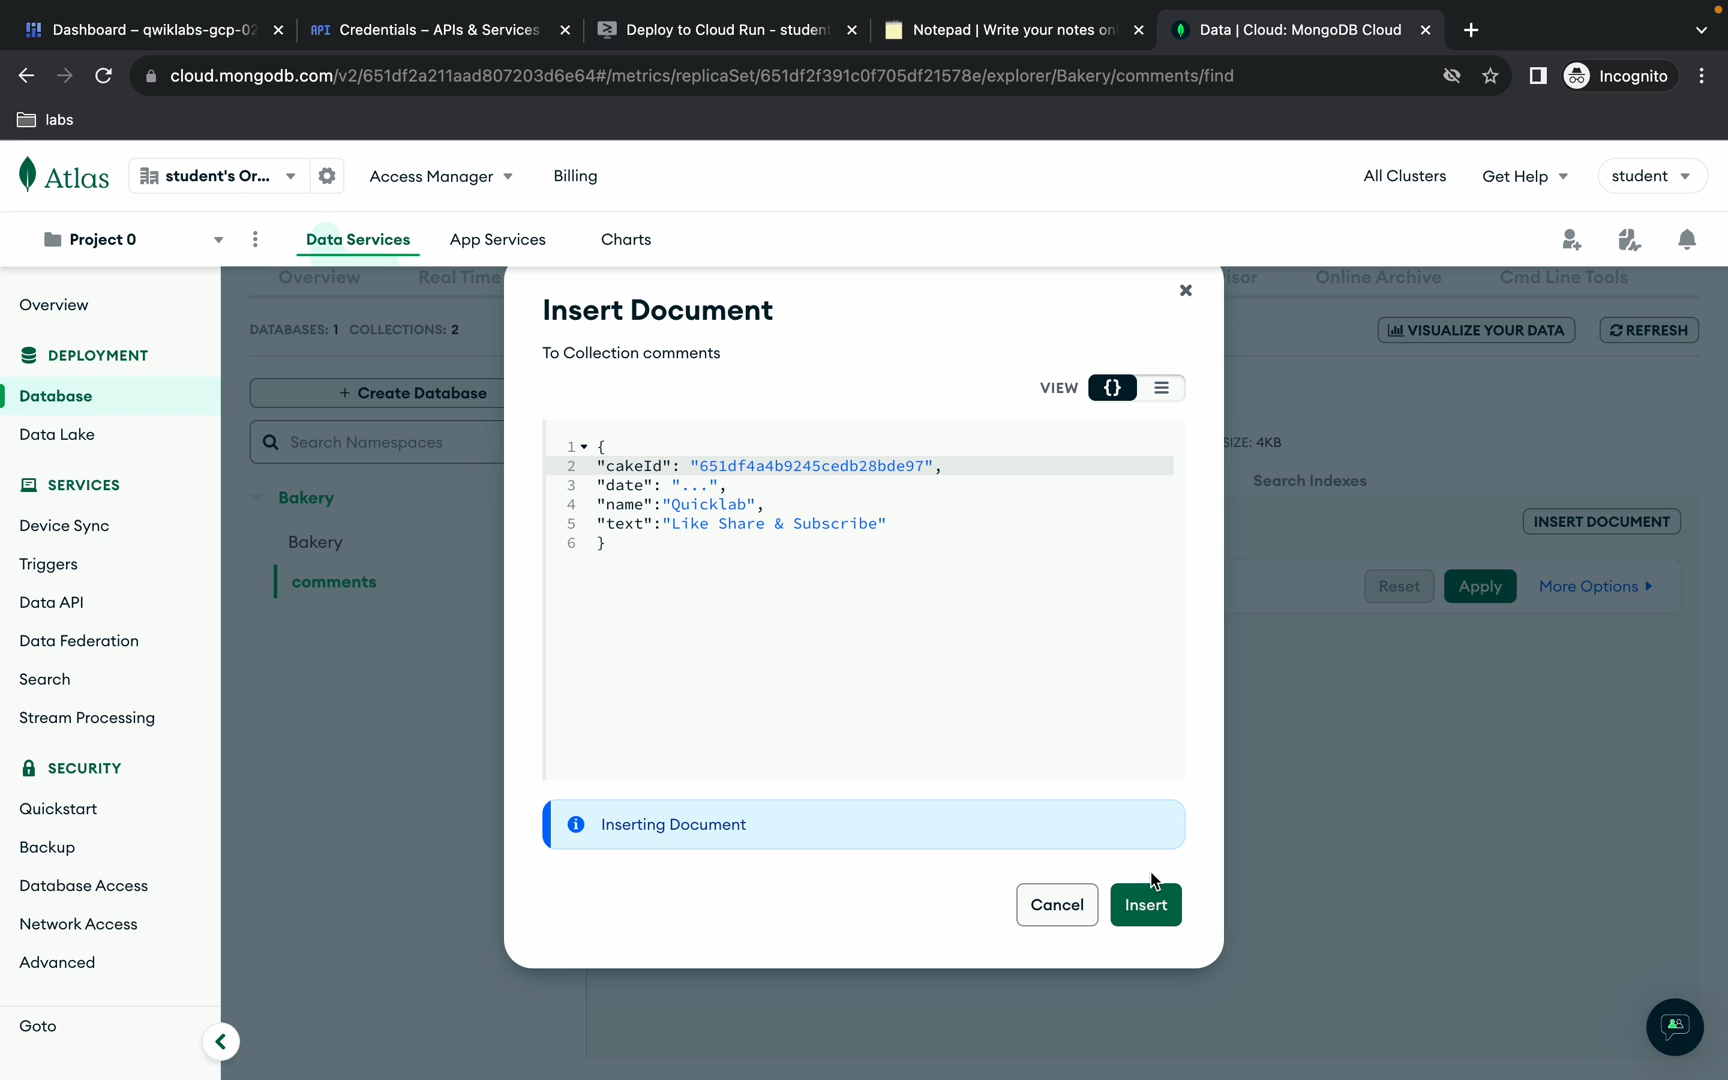 Dashboard – qwiklabs-gcp-02
Credentials – APIs & Services
Deploy to Cloud Run - student
Notepad | Write your notes onl
Data | Cloud: MongoDB Cloud
cloud.mongodb.com/v2/651df2a211aad807203d6e64#/metrics/replicaSet/651df2f391c0f705df21578e/explorer/Bakery/comments/find
Incognito
labs
Atlas
student's Or...
Access Manager
Billing
All Clusters
Get Help
student
Project 0
Data Services
App Services
Charts
Overview
Real Time
isor
Online Archive
Cmd Line Tools
DATABASES: 1 COLLECTIONS: 2
VISUALIZE YOUR DATA
REFRESH
+ Create Database
Search Namespaces
Bakery
Bakery
comments
SIZE: 4KB
Search Indexes
INSERT DOCUMENT
Reset
Apply
More Options
Overview
DEPLOYMENT
Database
Data Lake
SERVICES
Device Sync
Triggers
Data API
Data Federation
Search
Stream Processing
SECURITY
Quickstart
Backup
Database Access
Network Access
Advanced
Goto
Insert Document
To Collection comments
VIEW {}
1 {
2 "cakeId": "651df4a4b9245cedb28bde97",
3 "date": "...",
4 "name":"Quicklab",
5 "text":"Like Share & Subscribe"
6 }
Inserting Document
Cancel
Insert